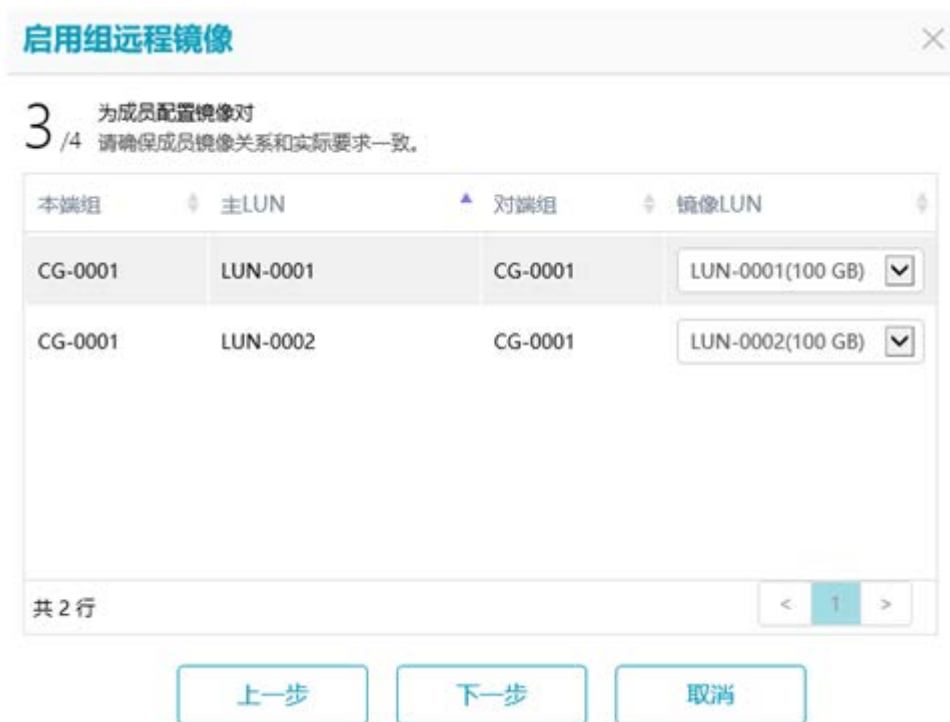 启用组远程镜像
3/4 为成员配置镜像对
请确保成员镜像关系和实际要求一致。
本端组 主LUN 对端组 镜像LUN
CG-0001 LUN-0001 CG-0001 LUN-0001(100 GB)
CG-0001 LUN-0002 CG-0001 LUN-0002(100 GB)
共 2 行 < 1 >
上一步 下一步 取消